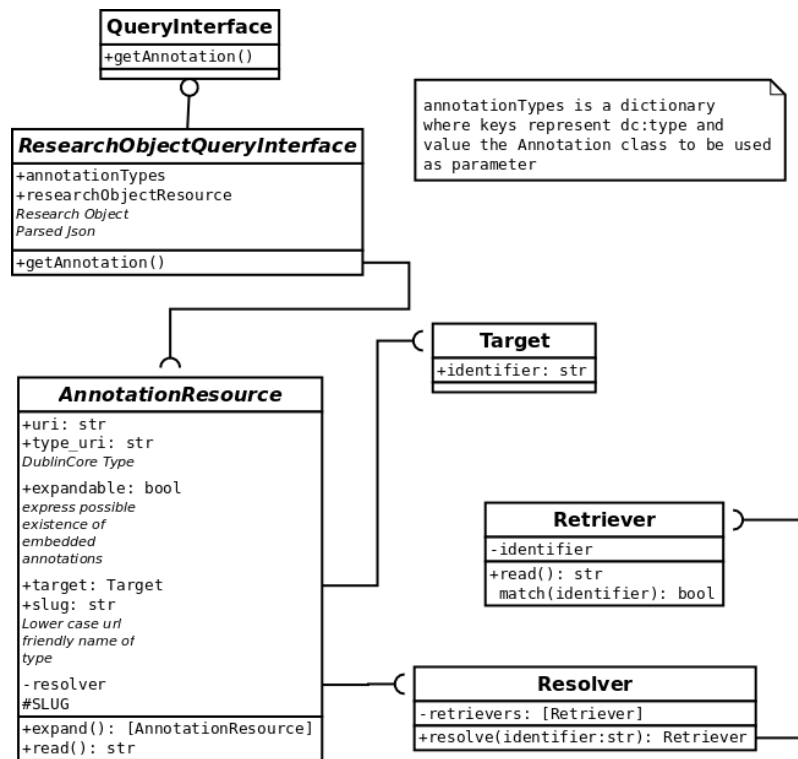 QueryInterface
+getAnnotation()
ResearchObjectQueryInterface
+annotationTypes
+researchObjectResource
Research Object
Parsed Json
+getAnnotation()
annotationTypes is a dictionary
where keys represent dc:type and
value the Annotation class to be used
as parameter
AnnotationResource
+uri: str
+type_uri: str
DublinCore Type
+expandable: bool
express possible
existence of
embedded
annotations
+target: Target
+slug: str
Lower case url
friendly name of
type
-resolver
#SLUG
+expand(): [AnnotationResource]
+read(): str
Target
+identifier: str
Retriever
-identifier
+read(): str
match(identifier): bool
Resolver
-retrievers: [Retriever]
+resolve(identifier:str): Retriever